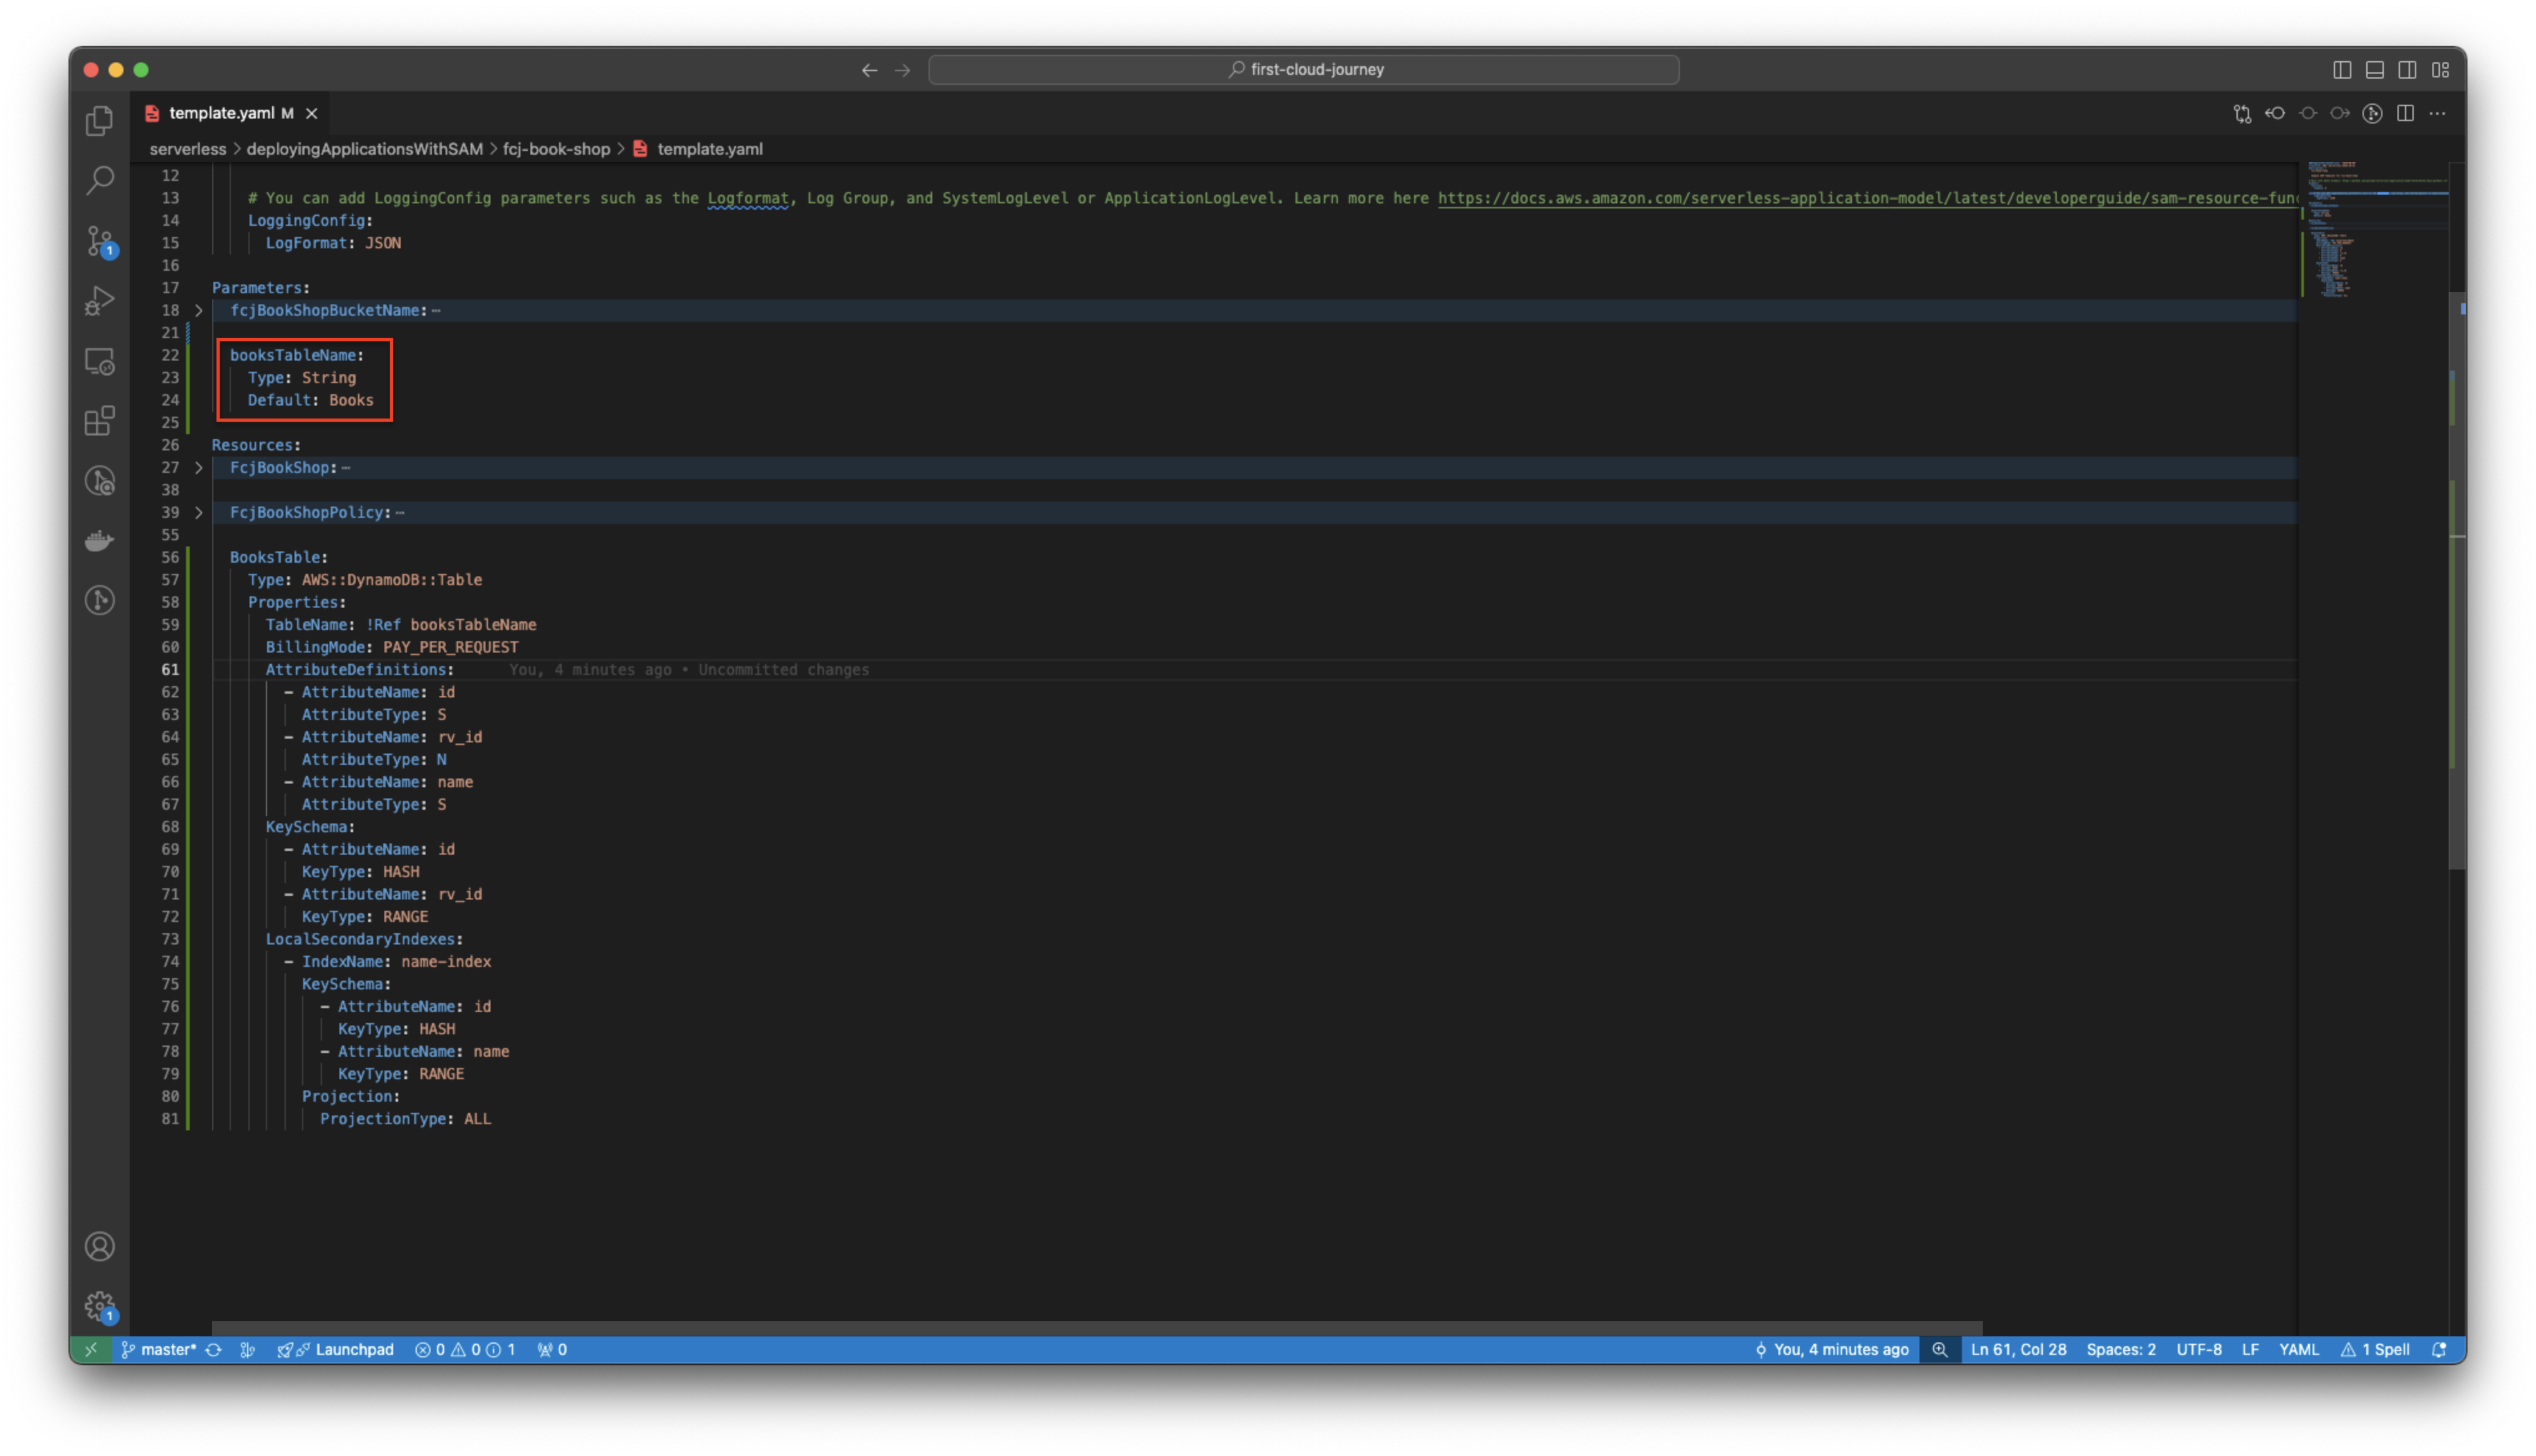 first-cloud-journey
template.yaml M
serverless > deployingApplicationsWithSAM > fcj-book-shop > template.yaml
12
13 # You can add LoggingConfig parameters such as the Logformat, Log Group, and SystemLogLevel or ApplicationLogLevel. Learn more here https://docs.aws.amazon.com/serverless-application-model/latest/developerguide/sam-resource-fun
14 LoggingConfig:
15 LogFormat: JSON
16
17 Parameters:
18 fcjBookShopBucketName: ⋯
21
22 booksTableName:
23 Type: String
24 Default: Books
25
26 Resources:
27 FcjBookShop: ⋯
38
39 FcjBookShopPolicy: ⋯
55
56 BooksTable:
57 Type: AWS::DynamoDB::Table
58 Properties:
59 TableName: !Ref booksTableName
60 BillingMode: PAY_PER_REQUEST
61 AttributeDefinitions: You, 4 minutes ago • Uncommitted changes
62 - AttributeName: id
63 AttributeType: S
64 - AttributeName: rv_id
65 AttributeType: N
66 - AttributeName: name
67 AttributeType: S
68 KeySchema:
69 - AttributeName: id
70 KeyType: HASH
71 - AttributeName: rv_id
72 KeyType: RANGE
73 LocalSecondaryIndexes:
74 - IndexName: name-index
75 KeySchema:
76 - AttributeName: id
77 KeyType: HASH
78 - AttributeName: name
79 KeyType: RANGE
80 Projection:
81 ProjectionType: ALL
1
1
master* Launchpad 0 0 1 0 You, 4 minutes ago Ln 61, Col 28 Spaces: 2 UTF-8 LF YAML 1 Spell